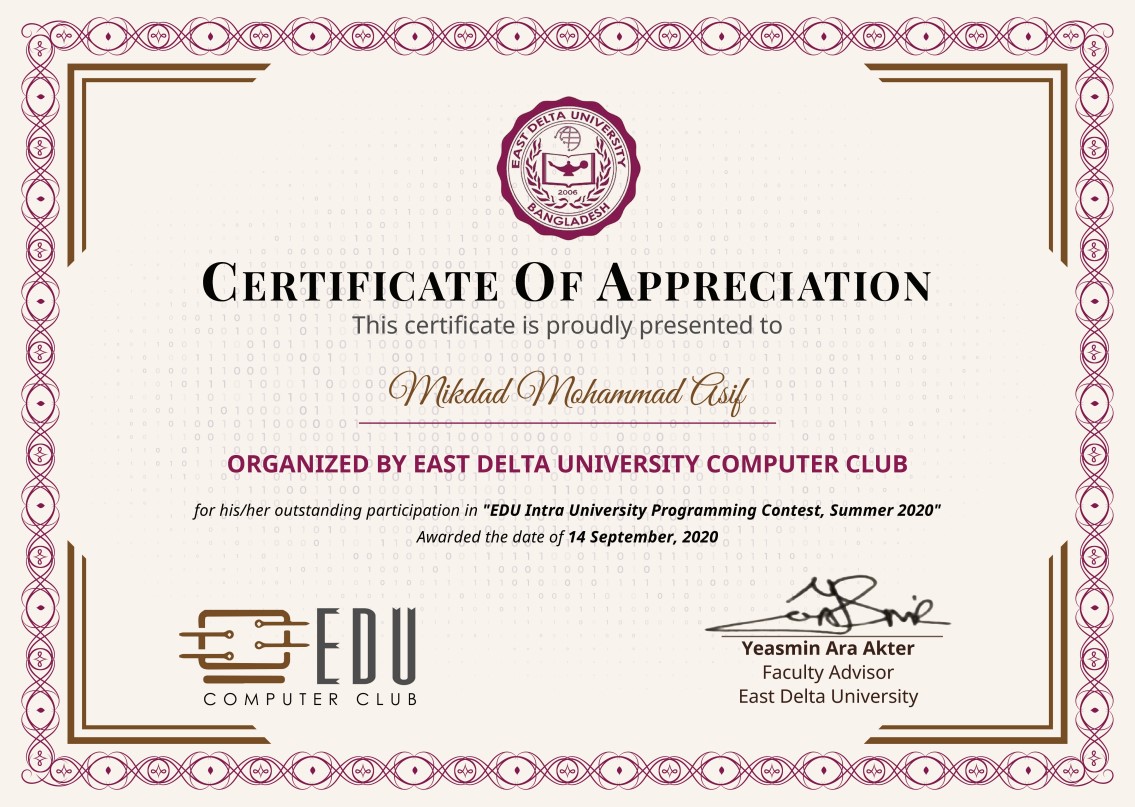 EAST DELTA UNIVERSITY
2006
BANGLADESH
CERTIFICATE OF APPRECIATION
This certificate is proudly presented to
Mikdad Mohammad Asif
ORGANIZED BY EAST DELTA UNIVERSITY COMPUTER CLUB
for his/her outstanding participation in "EDU Intra University Programming Contest, Summer 2020"
Awarded the date of 14 September, 2020
EDU
COMPUTER CLUB
Yeasmin Ara Akter
Faculty Advisor
East Delta University